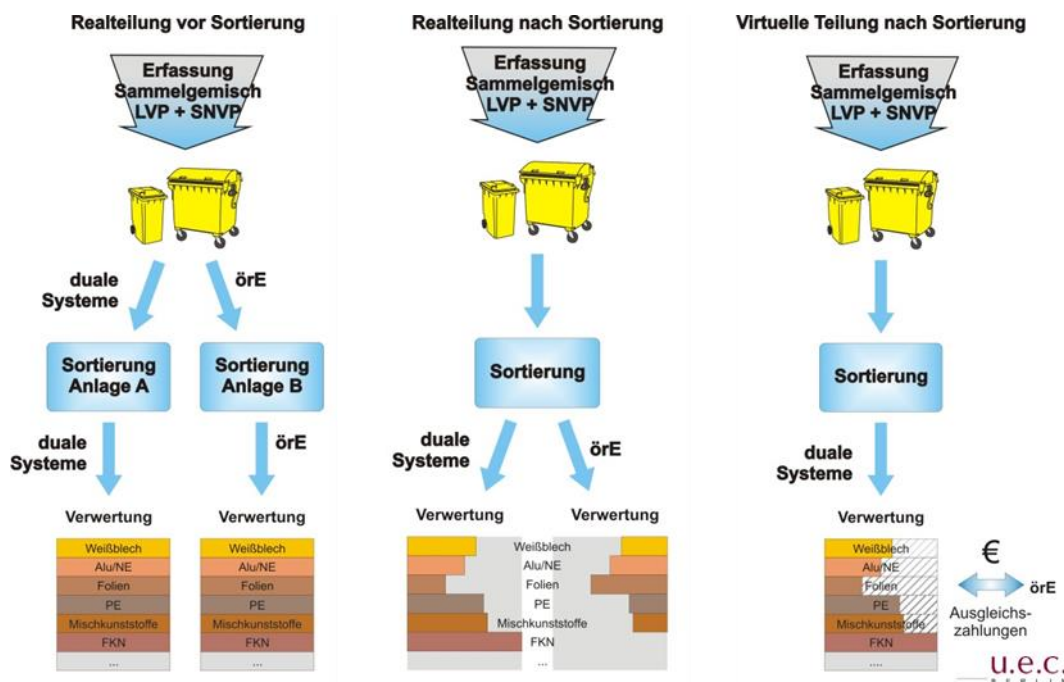 Realteilung vor Sortierung
Erfassung
Sammelgemisch
LVP + SNVP
duale
Systeme
örE
Sortierung
Anlage A
Sortierung
Anlage B
duale
Systeme
örE
Verwertung
Verwertung
Weißblech
Alu/NE
Folien
PE
Mischkunststoffe
FKN
...
Weißblech
Alu/NE
Folien
PE
Mischkunststoffe
FKN
...
Realteilung nach Sortierung
Erfassung
Sammelgemisch
LVP + SNVP
Sortierung
duale
Systeme
örE
Verwertung
Verwertung
Weißblech
Alu/NE
Folien
PE
Mischkunststoffe
FKN
...
Virtuelle Teilung nach Sortierung
Erfassung
Sammelgemisch
LVP + SNVP
Sortierung
duale
Systeme
Verwertung
Weißblech
Alu/NE
Folien
PE
Mischkunststoffe
FKN
....
€
örE
Ausgleichs-
zahlungen
u.e.c.
BERLIN